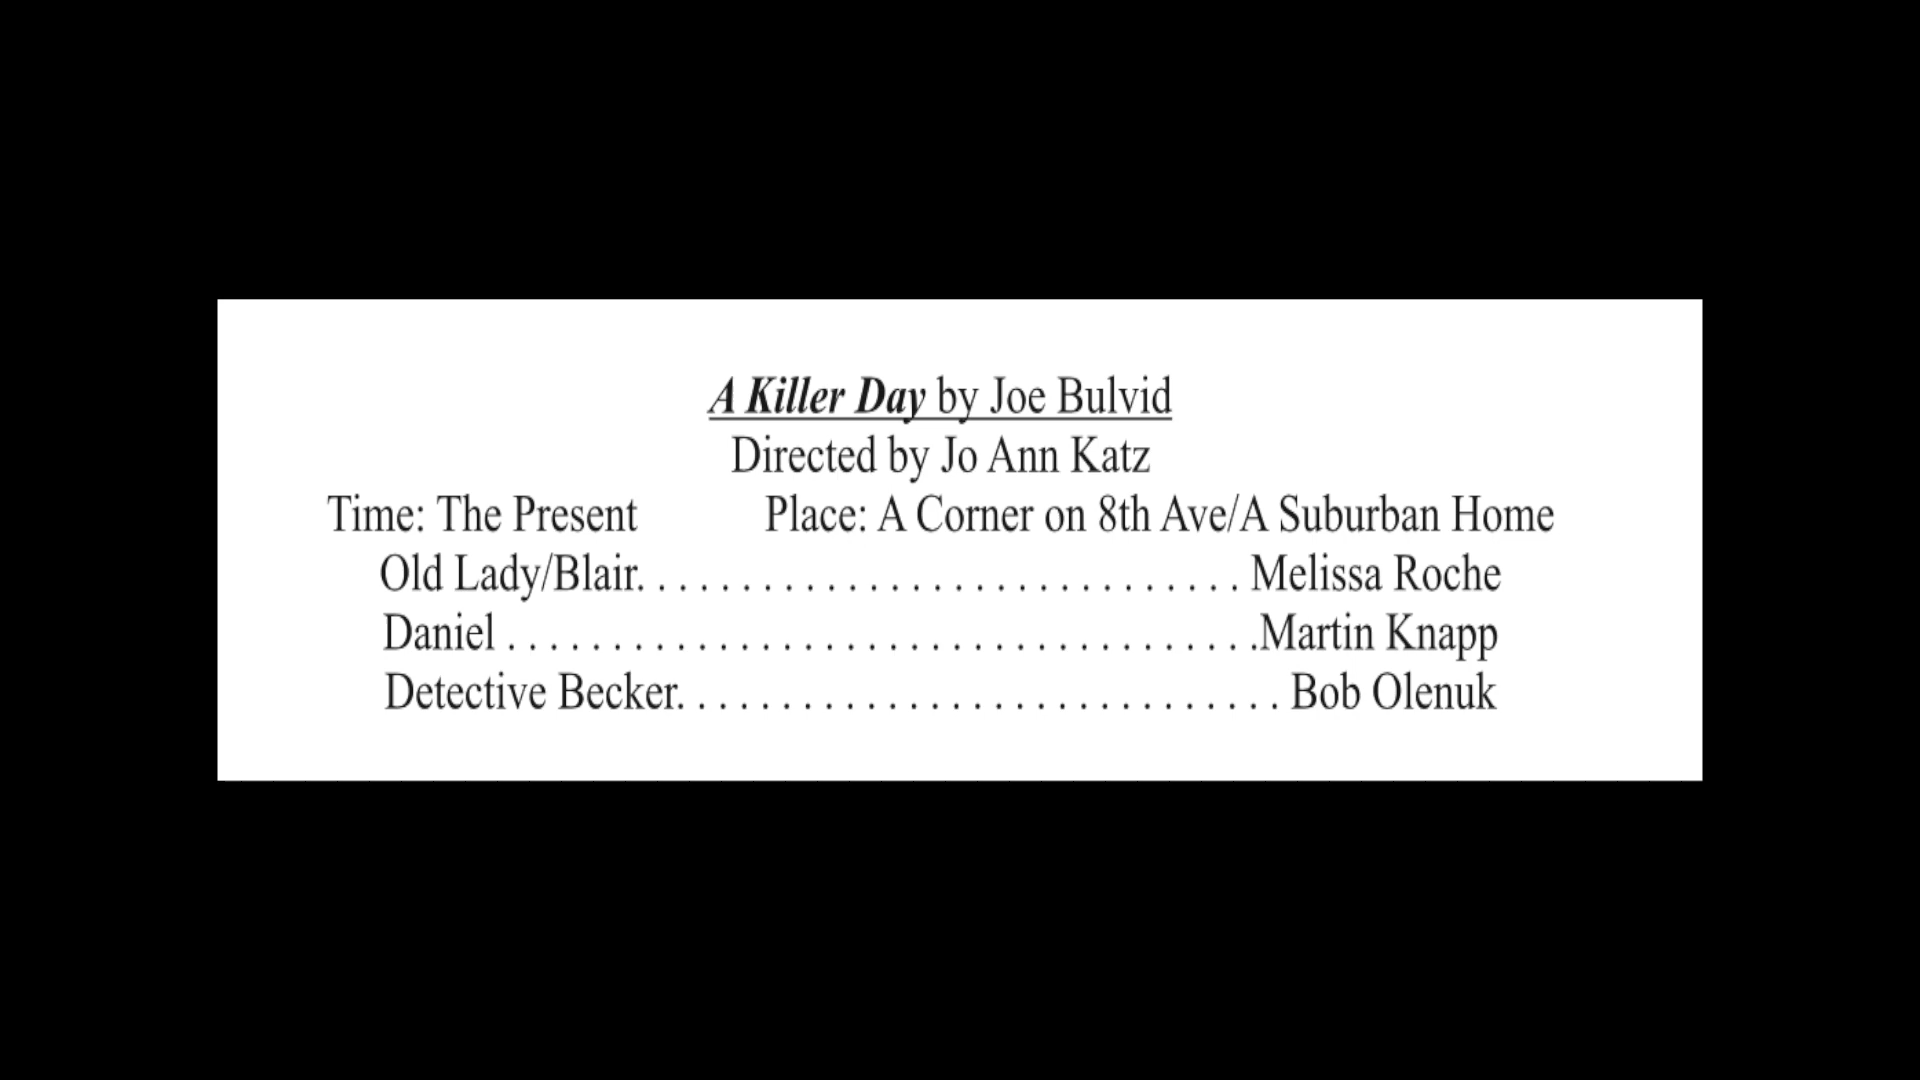 A Killer Day by Joe Bulvid
Directed by Jo Ann Katz
Time: The Present Place: A Corner on 8th Ave/A Suburban Home
Old Lady/Blair. . . . . . . . . . . . . . . . . . . . . . . . . . . . . Melissa Roche
Daniel . . . . . . . . . . . . . . . . . . . . . . . . . . . . . . . . . . . .Martin Knapp
Detective Becker. . . . . . . . . . . . . . . . . . . . . . . . . . . . . Bob Olenuk